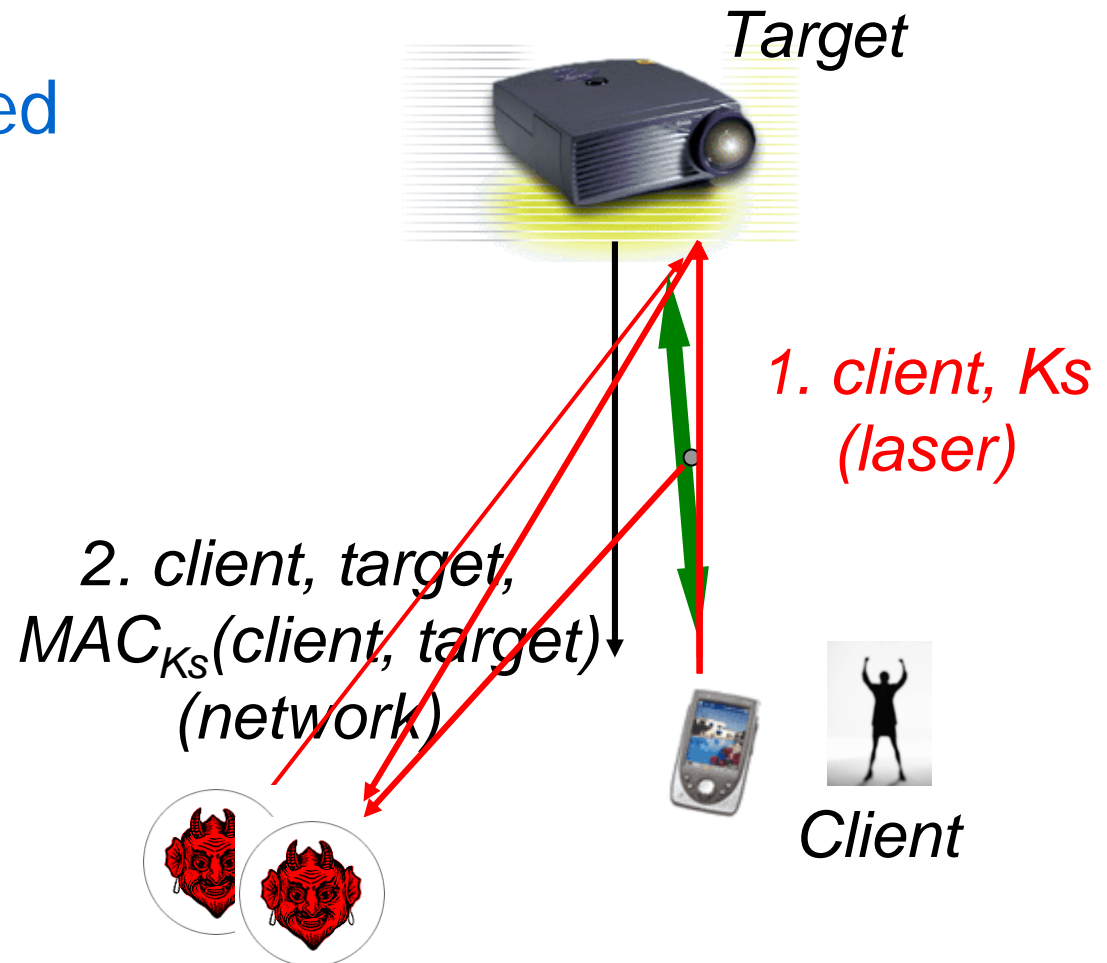 Target
ed
1. client, Ks
(laser)
2. client, target,
MACKs(client, target)
(network)
Client